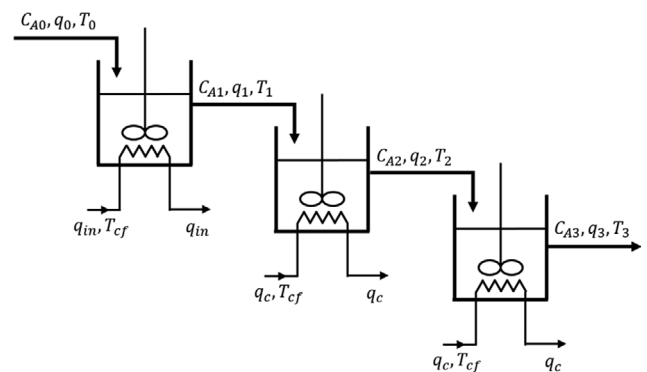 C_{A0}, q_0, T_0
C_{A1}, q_1, T_1
C_{A2}, q_2, T_2
q_{in}, T_{cf}
q_{in}
C_{A3}, q_3, T_3
q_c, T_{cf}
q_c
q_c, T_{cf}
q_c